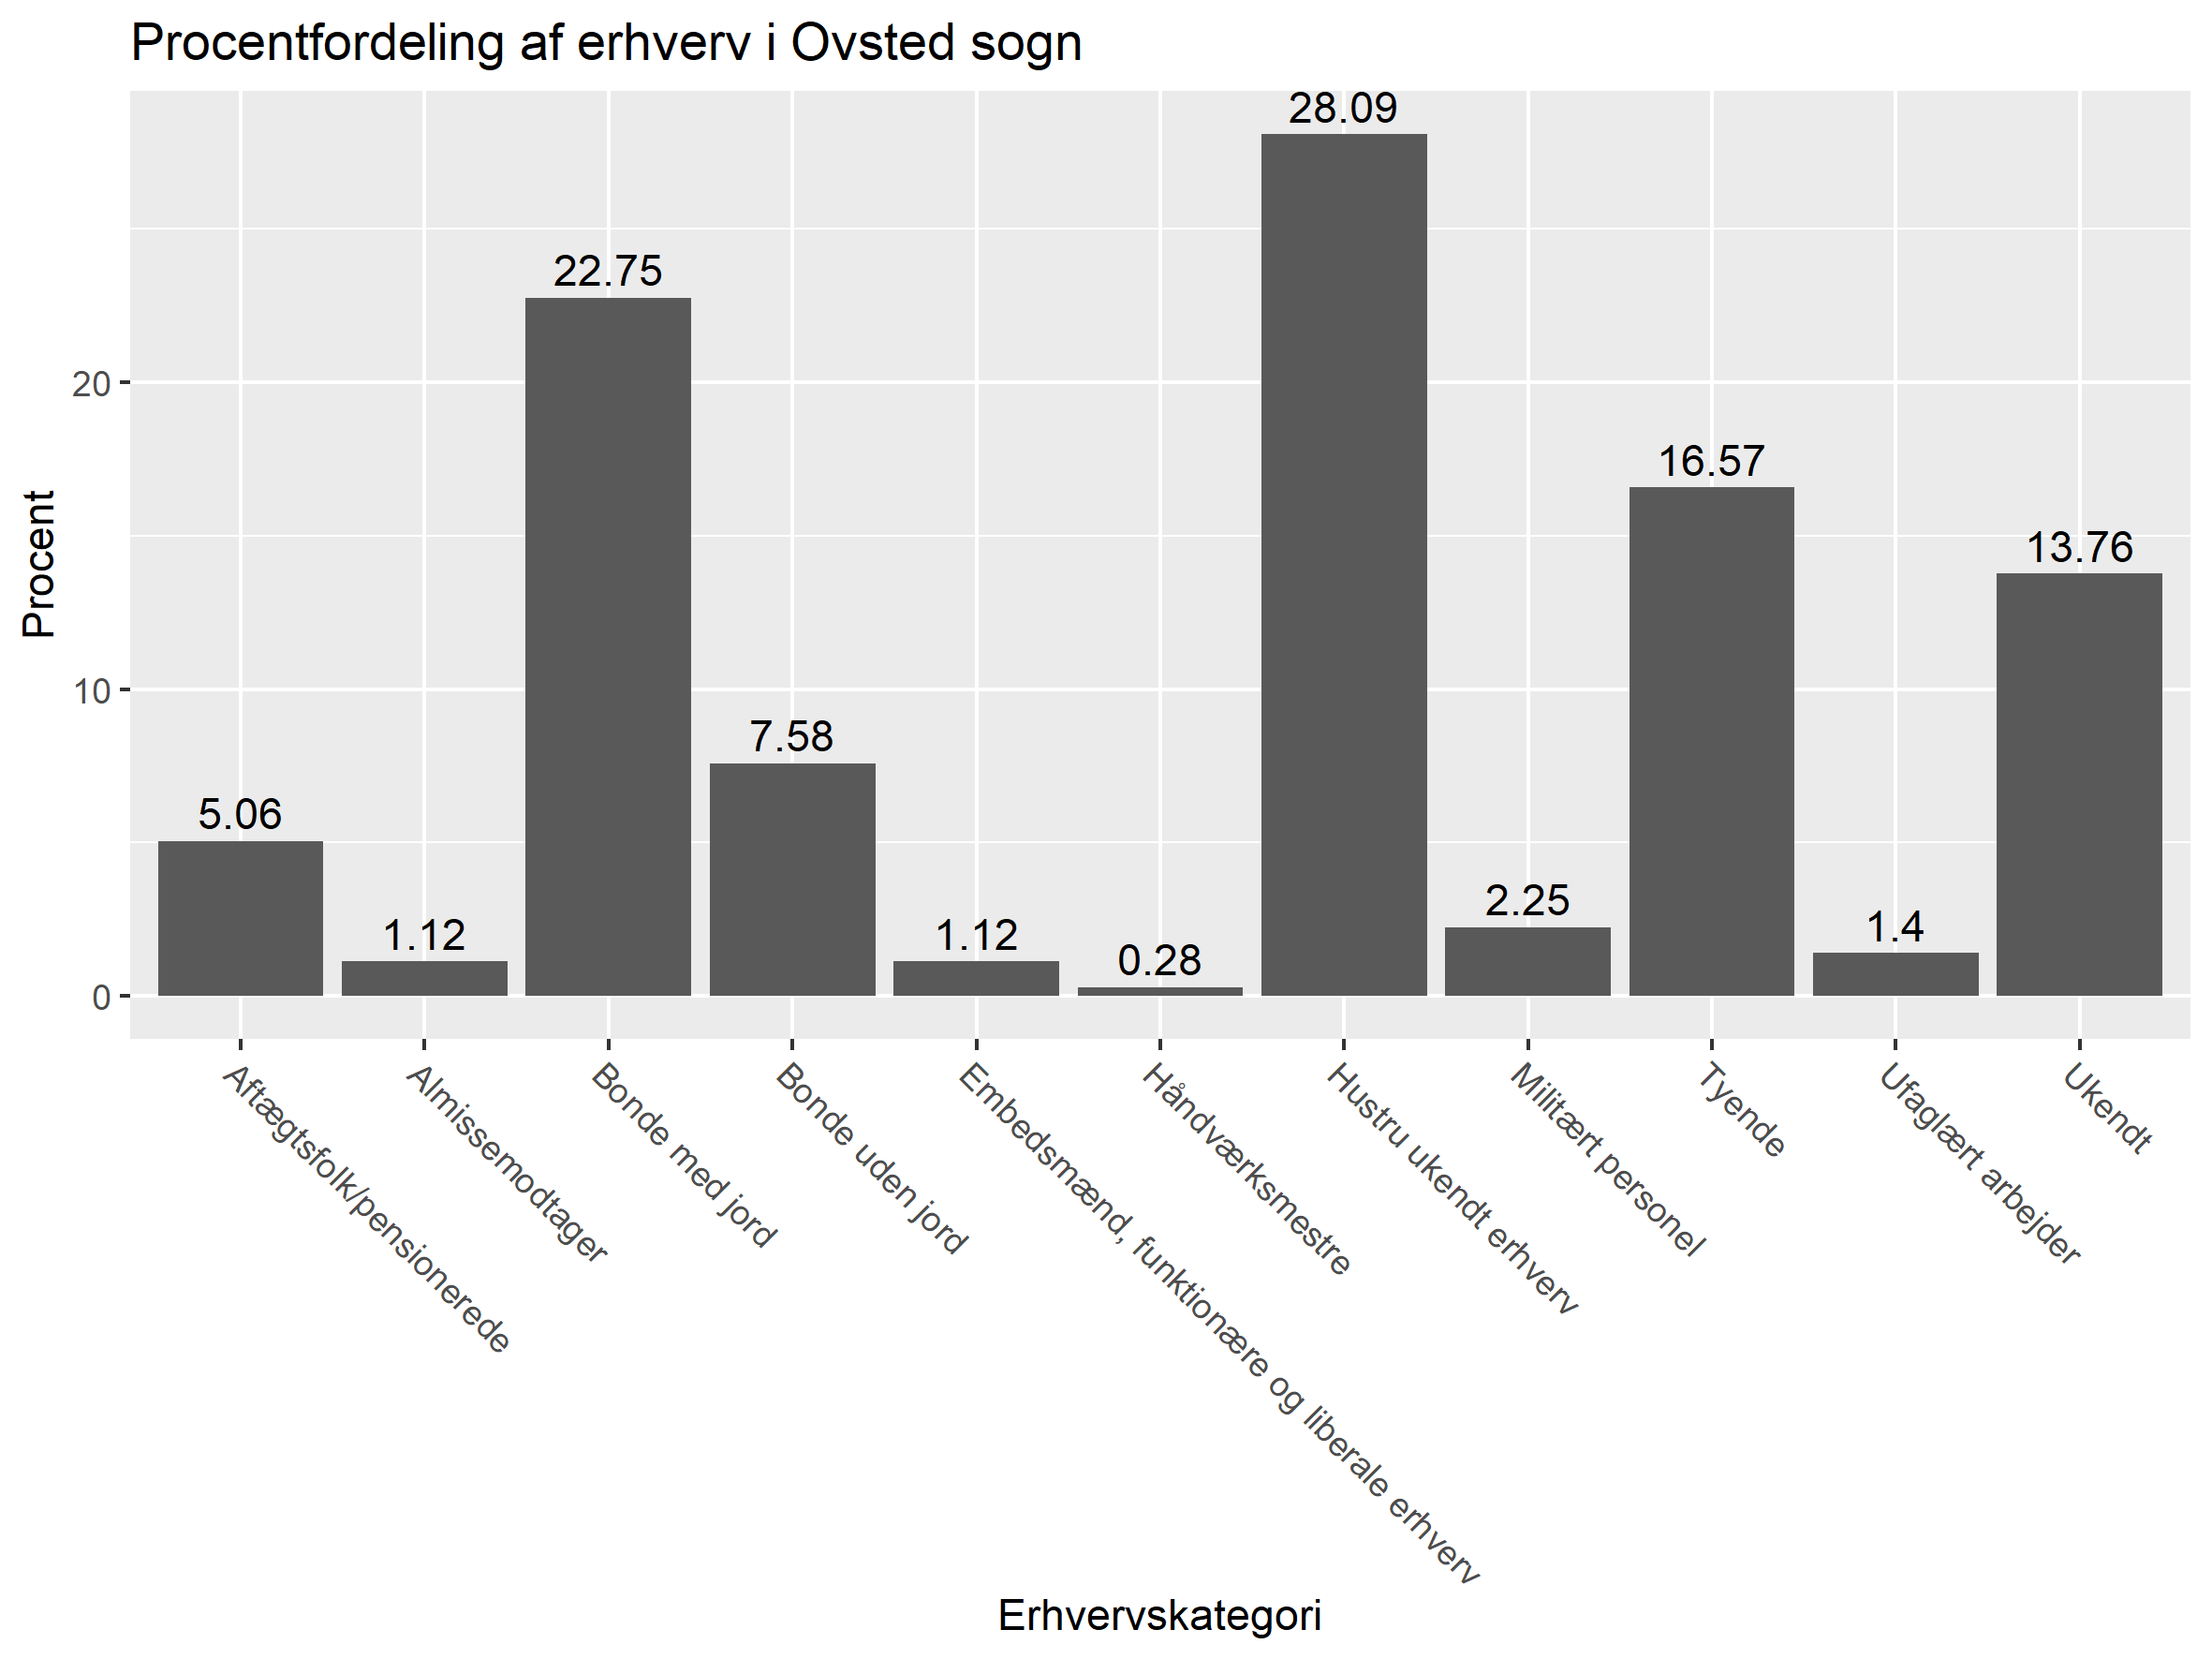 Procentfordeling af erhverv i Ovsted sogn
Procent
20
10
0
5.06
1.12
22.75
7.58
1.12
0.28
28.09
2.25
16.57
1.4
13.76
Aftægtsfolk/pensionerede
Almissemodtager
Bonde med jord
Bonde uden jord
Embedsmænd, funktionære og liberale erhverv
Håndværksmestre
Hustru ukendt erhverv
Militært personel
Tyende
Ufaglært arbejder
Ukendt
Erhvervskategori